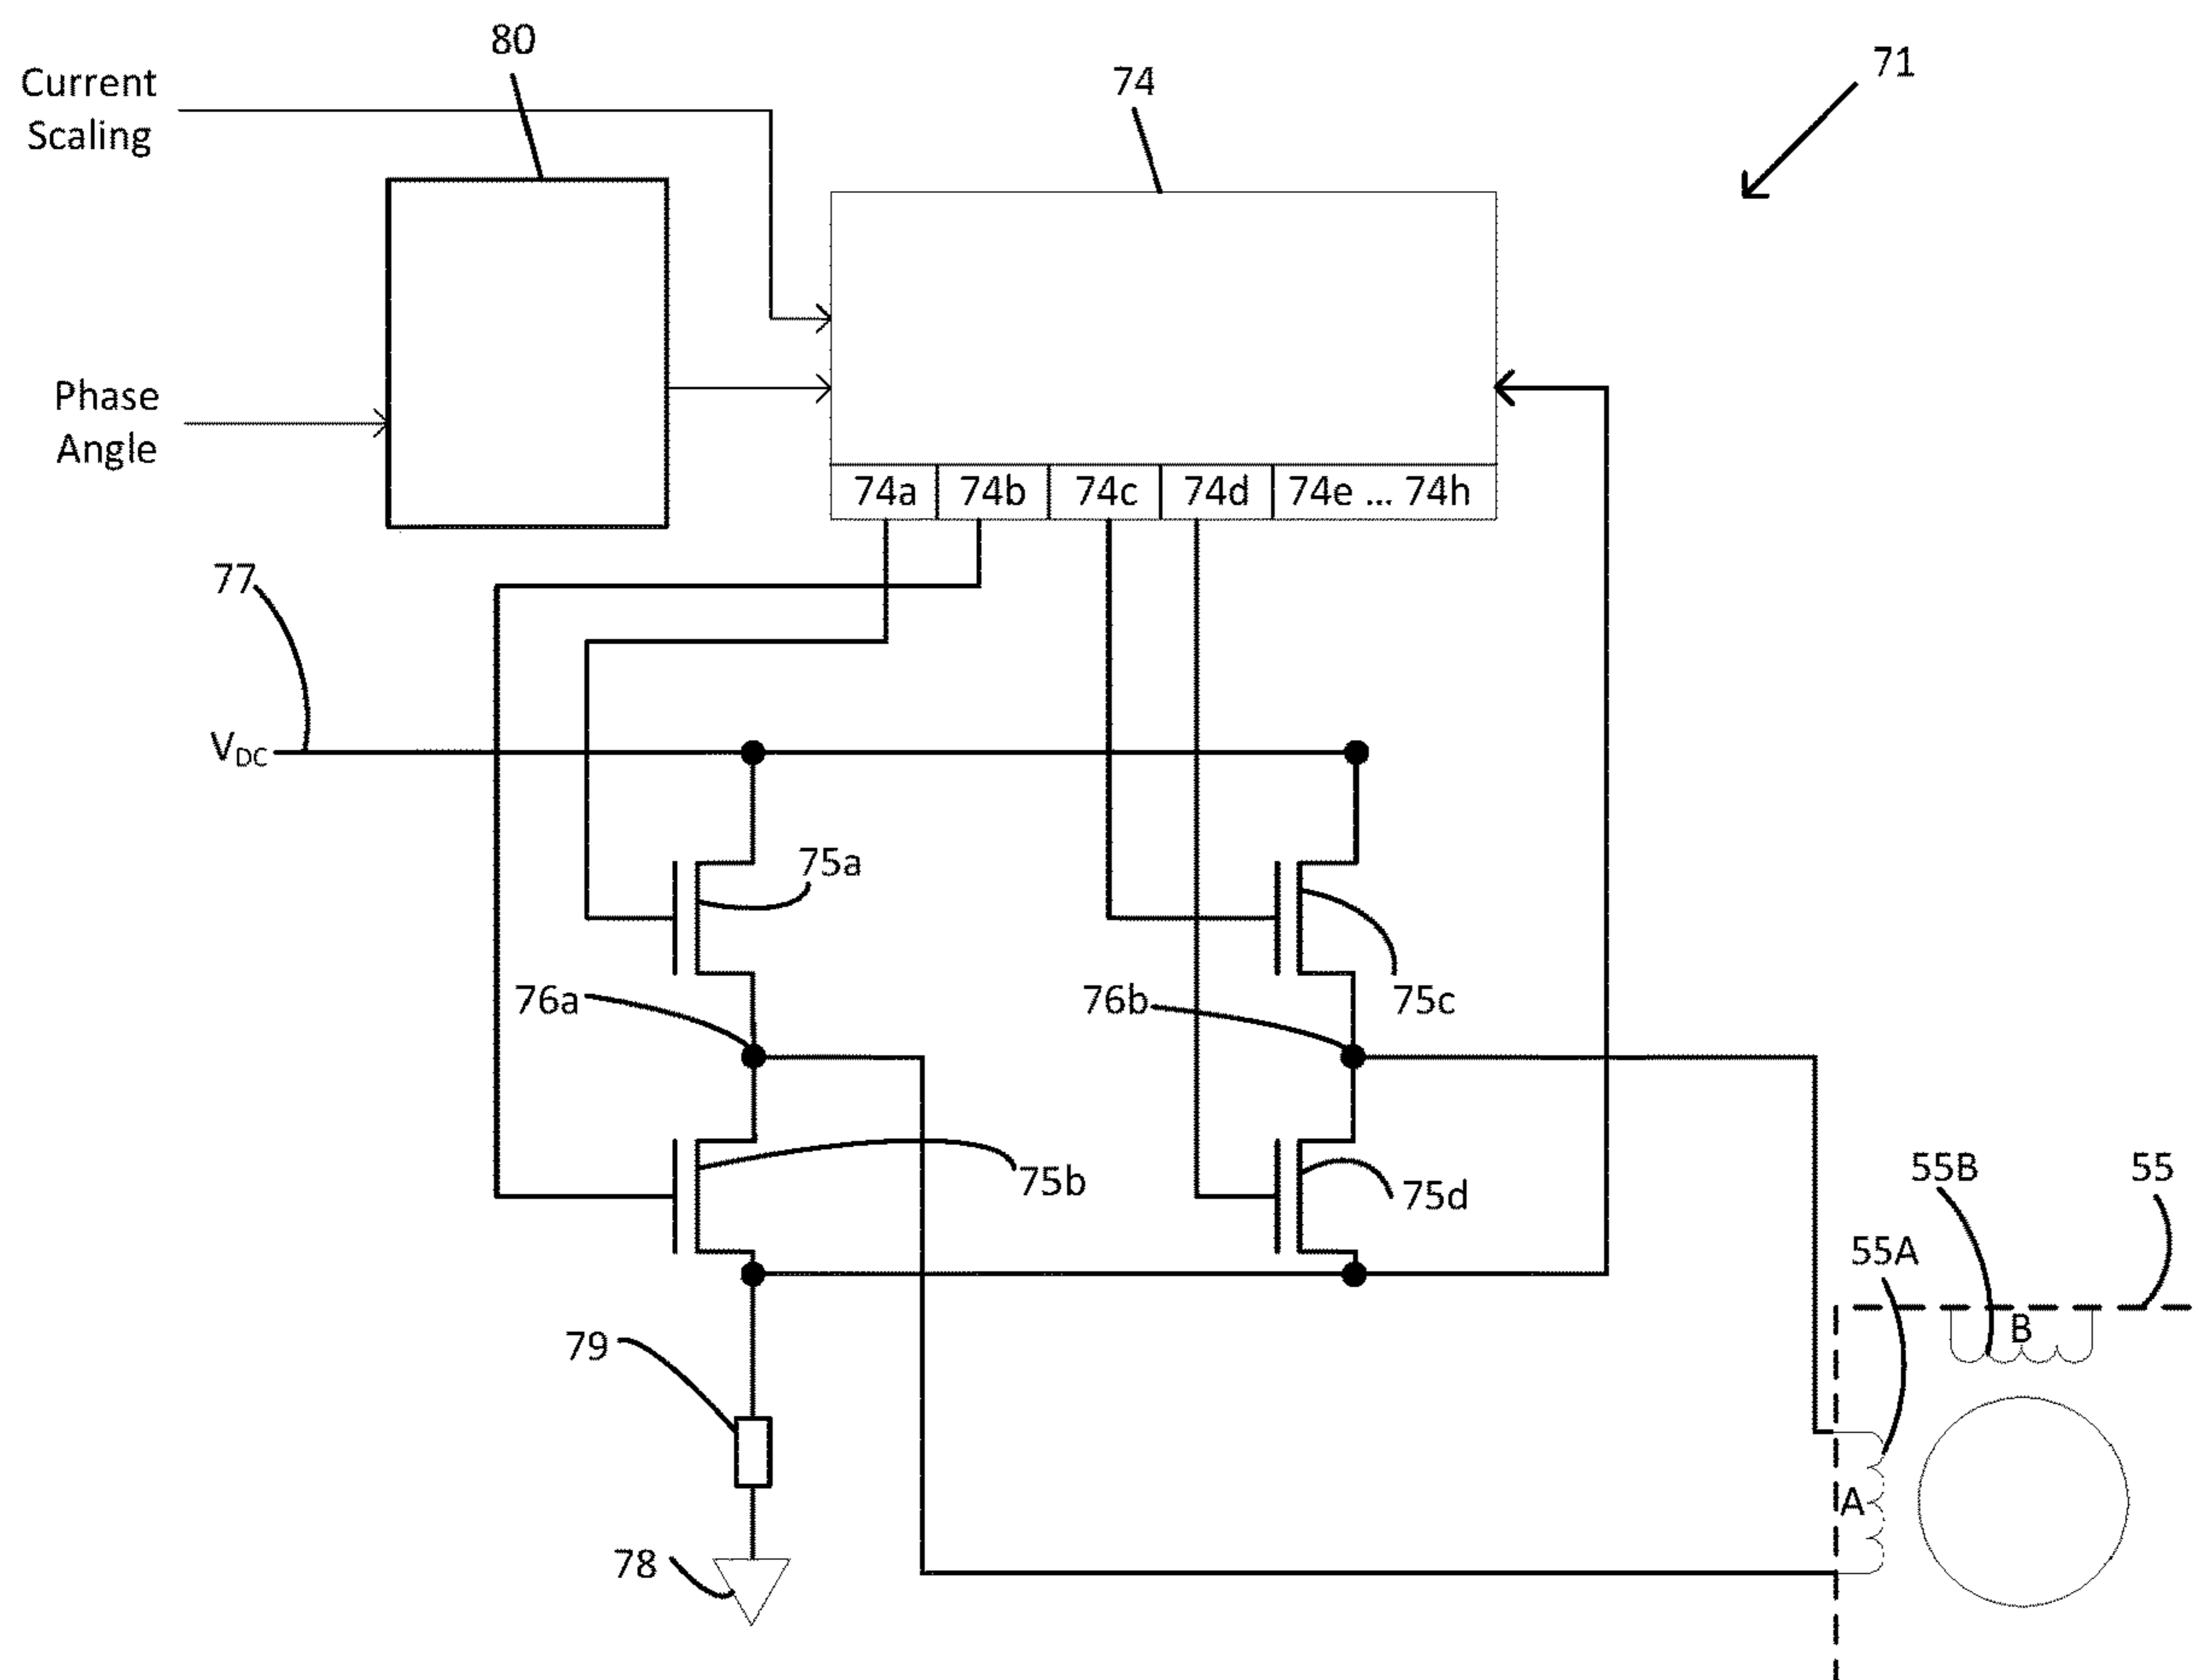 80
Current
Scaling
74
71
Phase
Angle
74a 74b 74c 74d 74e ... 74h
77
VDC
75a
76a
76b
75c
75b
75d
55B
55
55A
79
B
A
78